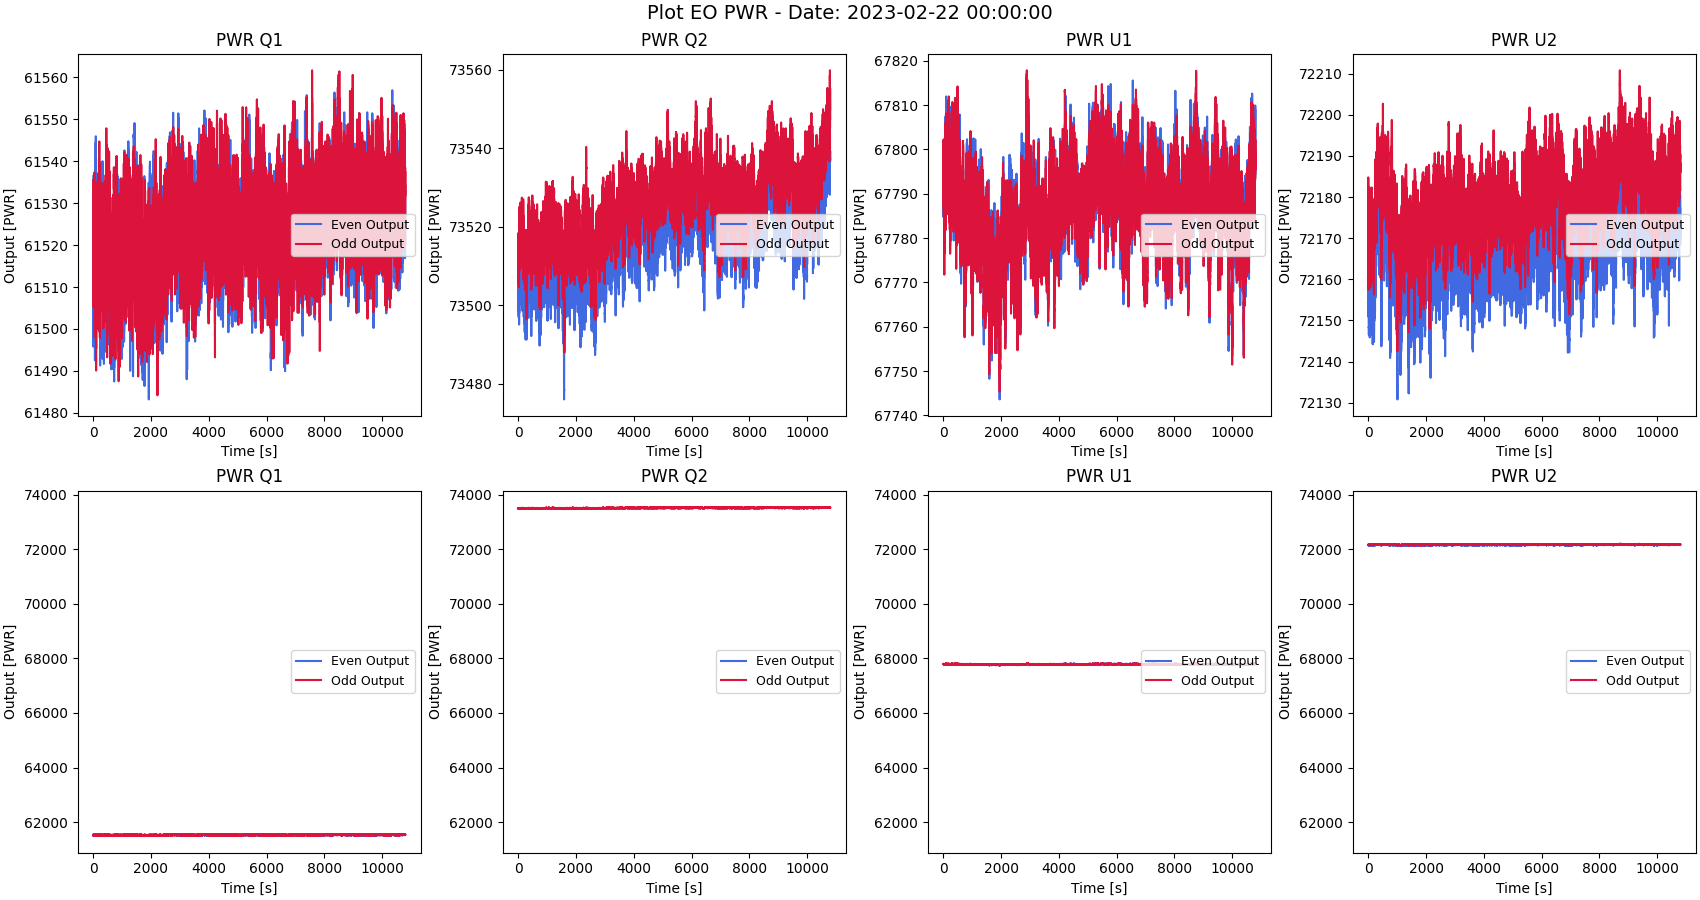 Plot EO PWR - Date: 2023-02-22 00:00:00
PWR Q1
Output [PWR]
61560
61550
61540
61530
61520
61510
61500
61490
61480
0 2000 4000 6000 8000 10000
Time [s]
Even Output
Odd Output
PWR Q2
Output [PWR]
73560
73540
73520
73500
73480
0 2000 4000 6000 8000 10000
Time [s]
Even Output
Odd Output
PWR U1
Output [PWR]
67820
67810
67800
67790
67780
67770
67760
67750
67740
0 2000 4000 6000 8000 10000
Time [s]
Even Output
Odd Output
PWR U2
Output [PWR]
72210
72200
72190
72180
72170
72160
72150
72140
72130
0 2000 4000 6000 8000 10000
Time [s]
Even Output
Odd Output
PWR Q1
Output [PWR]
74000
72000
70000
68000
66000
64000
62000
0 2000 4000 6000 8000 10000
Time [s]
Even Output
Odd Output
PWR Q2
Output [PWR]
74000
72000
70000
68000
66000
64000
62000
0 2000 4000 6000 8000 10000
Time [s]
Even Output
Odd Output
PWR U1
Output [PWR]
74000
72000
70000
68000
66000
64000
62000
0 2000 4000 6000 8000 10000
Time [s]
Even Output
Odd Output
PWR U2
Output [PWR]
74000
72000
70000
68000
66000
64000
62000
0 2000 4000 6000 8000 10000
Time [s]
Even Output
Odd Output